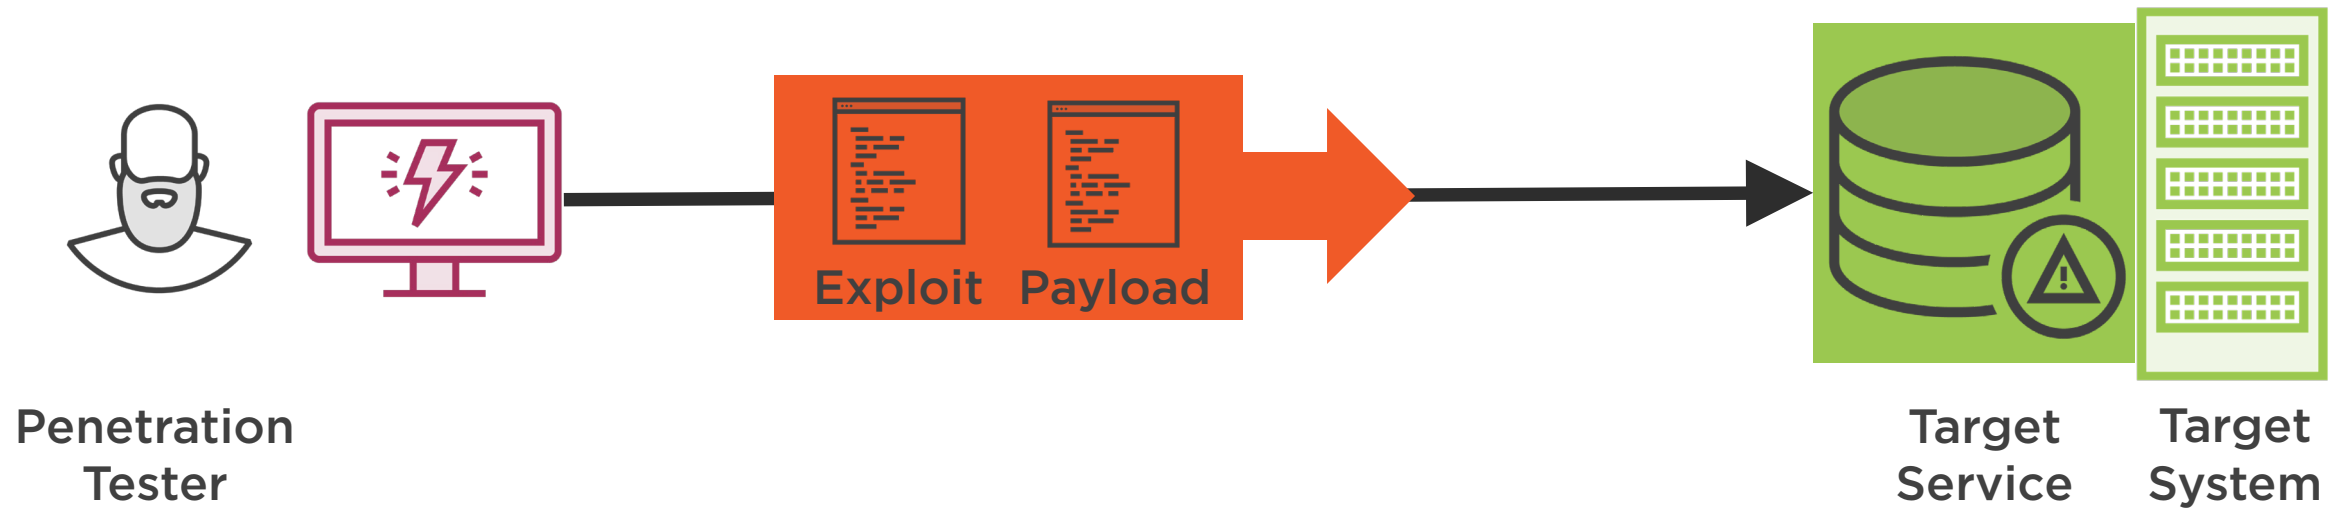 Exploit Payload
Penetration
Tester
Target
Service
Target
System